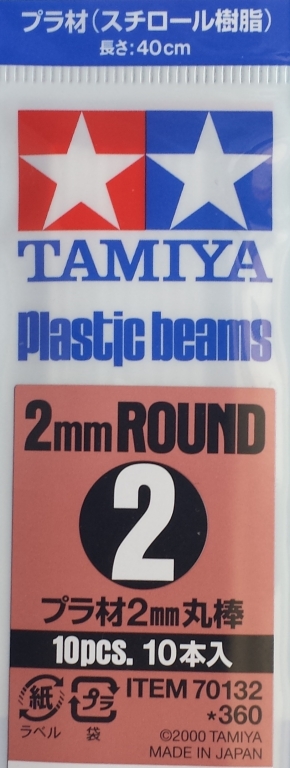 プラ材(スチロール樹脂)
長さ:40cm
TAMIYA
Plastic beams
2mm ROUND
2
プラ材2mm丸棒
10pcs. 10本入
紙 プラ ITEM 70132
ラベル 袋 *360
©2000 TAMIYA
MADE IN JAPAN